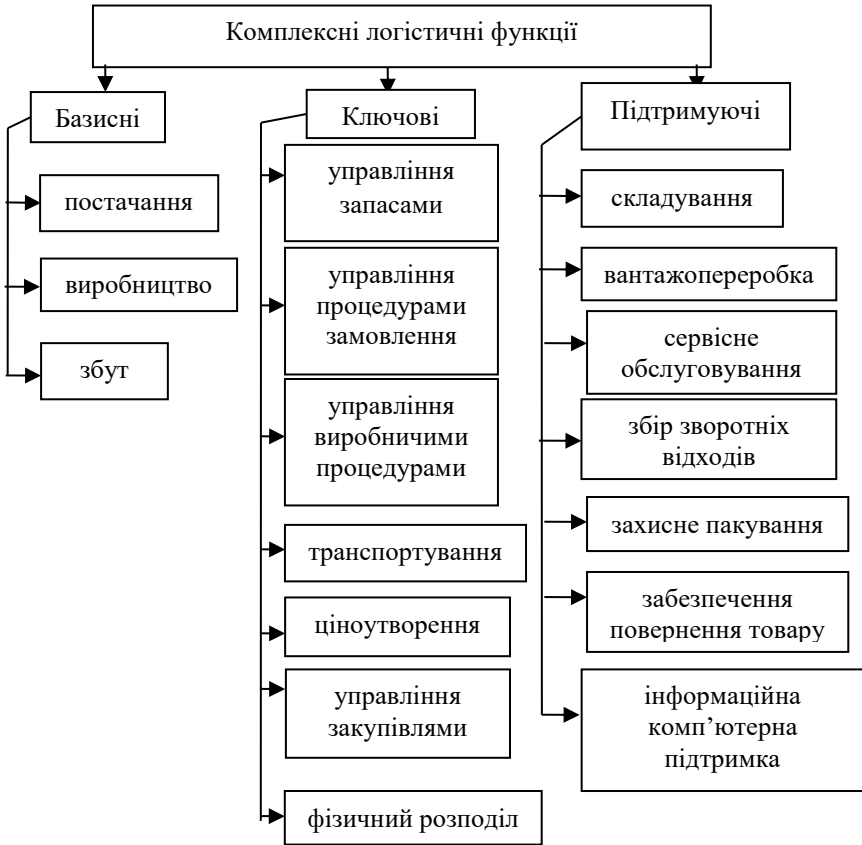 Комплексні логістичні функції
Базисні
постачання
виробництво
збут
Ключові
управління
запасами
управління
процедурами
замовлення
управління
виробничими
процедурами
транспортування
ціноутворення
управління
закупівлями
фізичний розподіл
Підтримуючі
складування
вантажопереробка
сервісне
обслуговування
збір зворотніх
відходів
захисне пакування
забезпечення
повернення товару
інформаційна
комп’ютерна
підтримка